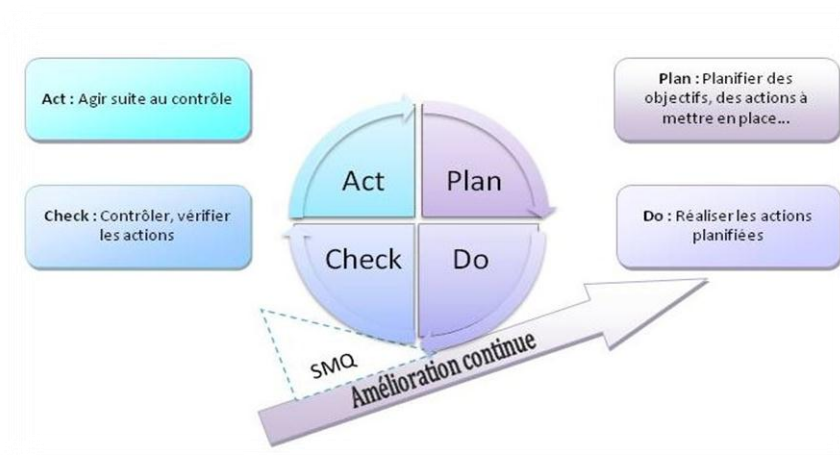 Act : Agir suite au contrôle
Plan : Planifier des
objectifs, des actions à
mettre en place...
Act
Plan
Check : Contrôler, vérifier
les actions
Do : Réaliser les actions
planifiées
Check
Do
SMQ
Amélioration continue